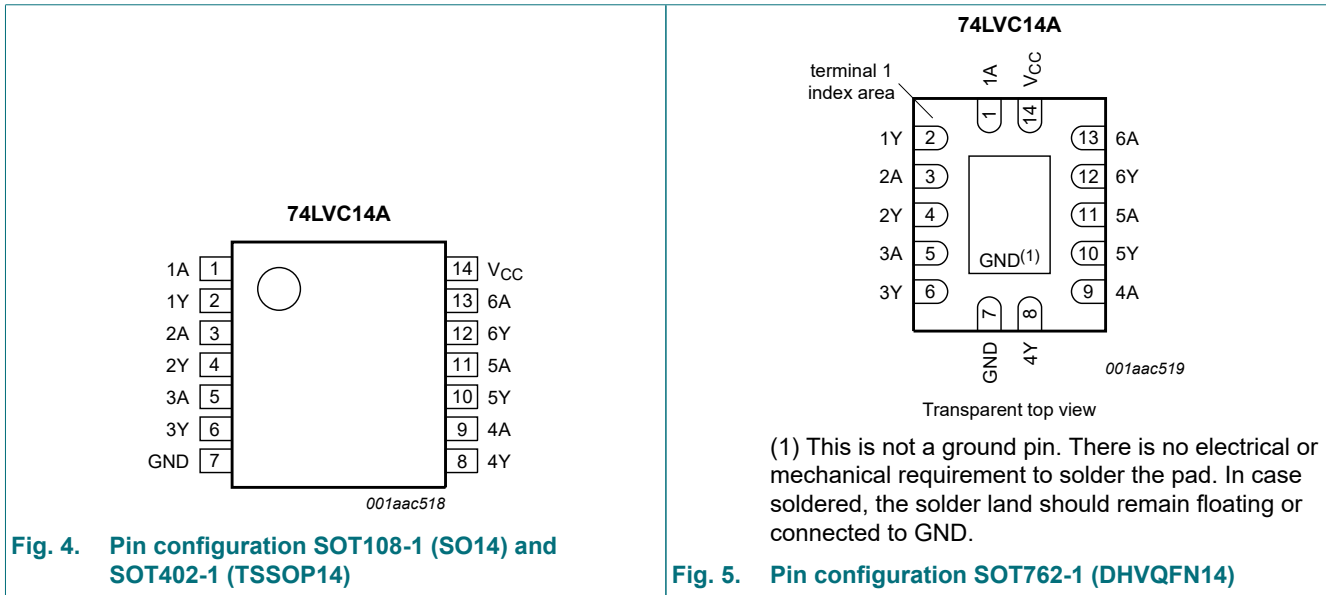 74LVC14A
1A 1 14 VCC
1Y 2 13 6A
2A 3 12 6Y
2Y 4 11 5A
3A 5 10 5Y
3Y 6 9 4A
GND 7 8 4Y
001aac518
Fig. 4. Pin configuration SOT108-1 (SO14) and
SOT402-1 (TSSOP14)
74LVC14A
terminal 1
index area
1A VCC
1 14
1Y 2 13 6A
2A 3 12 6Y
2Y 4 11 5A
3A 5 GND(1) 10 5Y
3Y 6 9 4A
7 8
GND 4Y
001aac519
Transparent top view
(1) This is not a ground pin. There is no electrical or
mechanical requirement to solder the pad. In case
soldered, the solder land should remain floating or
connected to GND.
Fig. 5. Pin configuration SOT762-1 (DHVQFN14)